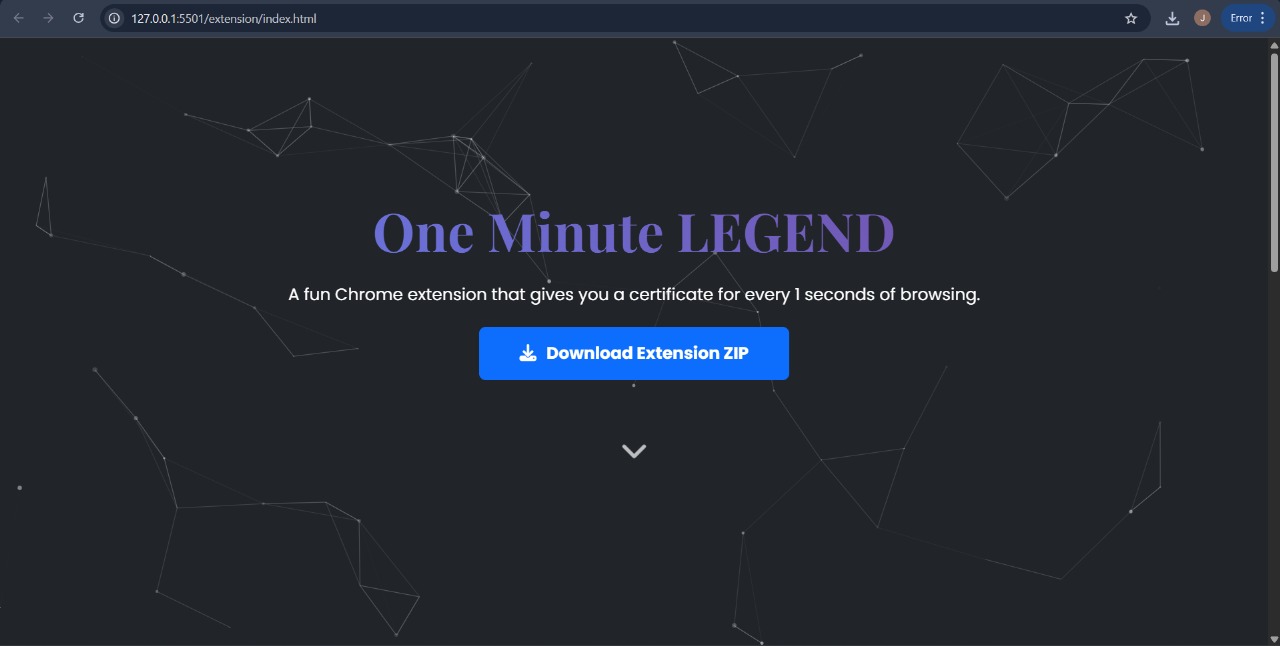 127.0.0.1:5501/extension/index.html
J
Error
One Minute LEGEND
A fun Chrome extension that gives you a certificate for every 1 seconds of browsing.
Download Extension ZIP